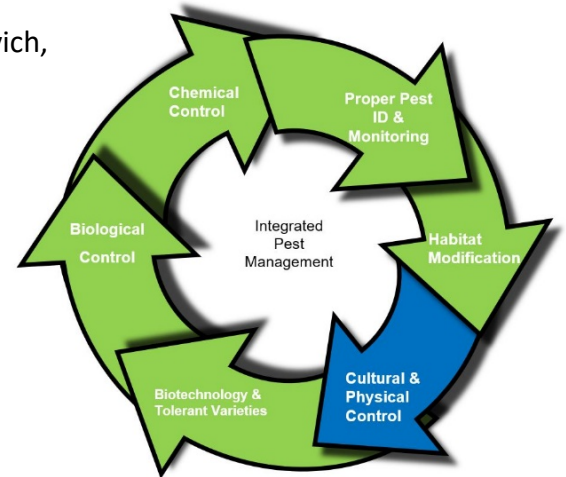 vich,
Chemical
Control
Proper Pest
ID &
Monitoring
Biological
Control
Integrated
Pest
Management
Habitat
Modification
Biotechnology &
Tolerant Varieties
Cultural &
Physical
Control